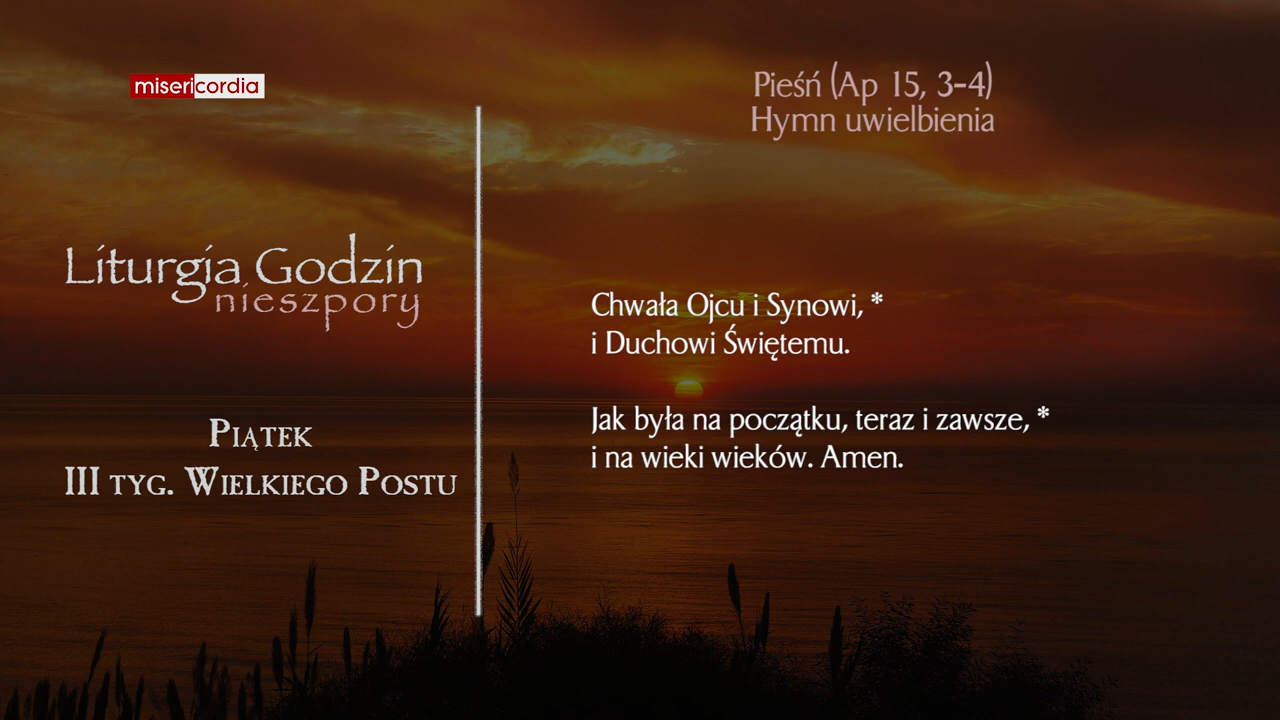 misericordia
Liturgia Godzin
nieszpory
Piątek
III tyg. Wielkiego Postu
Pieśń (Ap 15, 3-4)
Hymn uwielbienia
Chwała Ojcu i Synowi, *
i Duchowi Świętemu.
Jak była na początku, teraz i zawsze, *
i na wieki wieków. Amen.